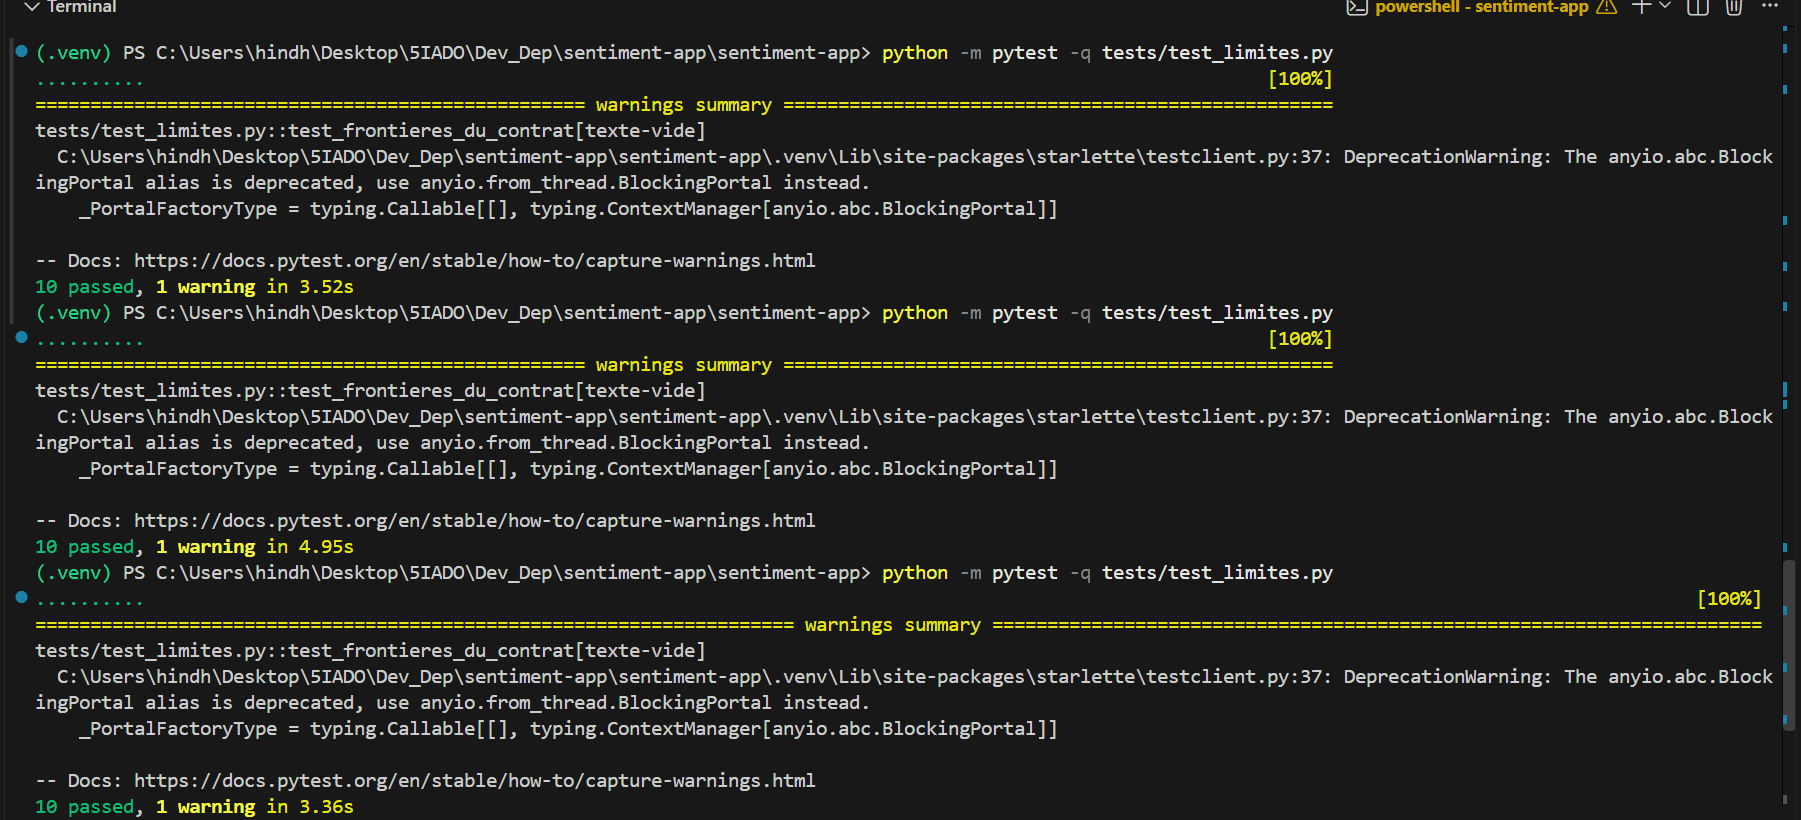 Terminal
powershell - sentiment-app
(.venv) PS C:\Users\hindh\Desktop\5IADO\Dev_Dep\sentiment-app\sentiment-app> python -m pytest -q tests/test_limites.py
.......... [100%]
================================================== warnings summary ==================================================
tests/test_limites.py::test_frontieres_du_contrat[texte-vide]
  C:\Users\hindh\Desktop\5IADO\Dev_Dep\sentiment-app\sentiment-app\.venv\Lib\site-packages\starlette\testclient.py:37: DeprecationWarning: The anyio.abc.Block
ingPortal alias is deprecated, use anyio.from_thread.BlockingPortal instead.
    _PortalFactoryType = typing.Callable[[], typing.ContextManager[anyio.abc.BlockingPortal]]
-- Docs: https://docs.pytest.org/en/stable/how-to/capture-warnings.html
10 passed, 1 warning in 3.52s
(.venv) PS C:\Users\hindh\Desktop\5IADO\Dev_Dep\sentiment-app\sentiment-app> python -m pytest -q tests/test_limites.py
.......... [100%]
================================================== warnings summary ==================================================
tests/test_limites.py::test_frontieres_du_contrat[texte-vide]
  C:\Users\hindh\Desktop\5IADO\Dev_Dep\sentiment-app\sentiment-app\.venv\Lib\site-packages\starlette\testclient.py:37: DeprecationWarning: The anyio.abc.Block
ingPortal alias is deprecated, use anyio.from_thread.BlockingPortal instead.
    _PortalFactoryType = typing.Callable[[], typing.ContextManager[anyio.abc.BlockingPortal]]
-- Docs: https://docs.pytest.org/en/stable/how-to/capture-warnings.html
10 passed, 1 warning in 4.95s
(.venv) PS C:\Users\hindh\Desktop\5IADO\Dev_Dep\sentiment-app\sentiment-app> python -m pytest -q tests/test_limites.py
.......... [100%]
===================================================================== warnings summary ======================================================================
tests/test_limites.py::test_frontieres_du_contrat[texte-vide]
  C:\Users\hindh\Desktop\5IADO\Dev_Dep\sentiment-app\sentiment-app\.venv\Lib\site-packages\starlette\testclient.py:37: DeprecationWarning: The anyio.abc.Block
ingPortal alias is deprecated, use anyio.from_thread.BlockingPortal instead.
    _PortalFactoryType = typing.Callable[[], typing.ContextManager[anyio.abc.BlockingPortal]]
-- Docs: https://docs.pytest.org/en/stable/how-to/capture-warnings.html
10 passed, 1 warning in 3.36s